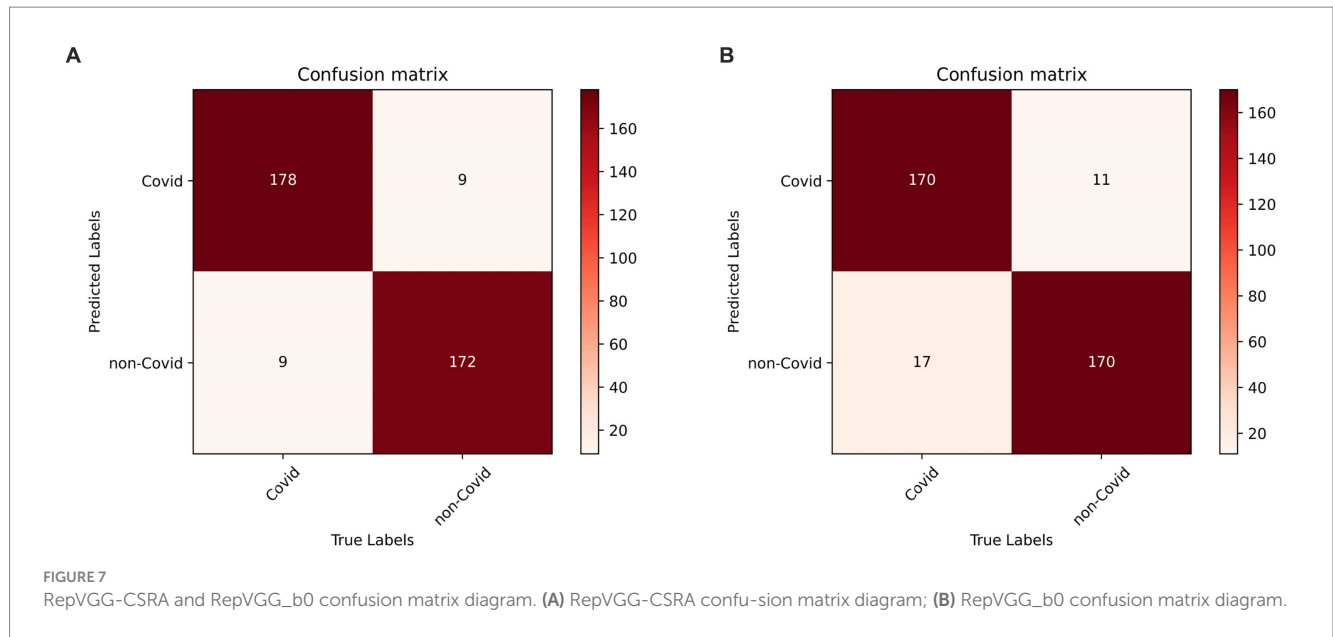 A
Confusion matrix
Predicted Labels
Covid
non-Covid
178
9
9
172
Covid
non-Covid
True Labels
160
140
120
100
80
60
40
20
B
Confusion matrix
Predicted Labels
Covid
non-Covid
170
11
17
170
Covid
non-Covid
True Labels
160
140
120
100
80
60
40
20
FIGURE 7
RepVGG-CSRA and RepVGG_b0 confusion matrix diagram. (A) RepVGG-CSRA confu-sion matrix diagram; (B) RepVGG_b0 confusion matrix diagram.